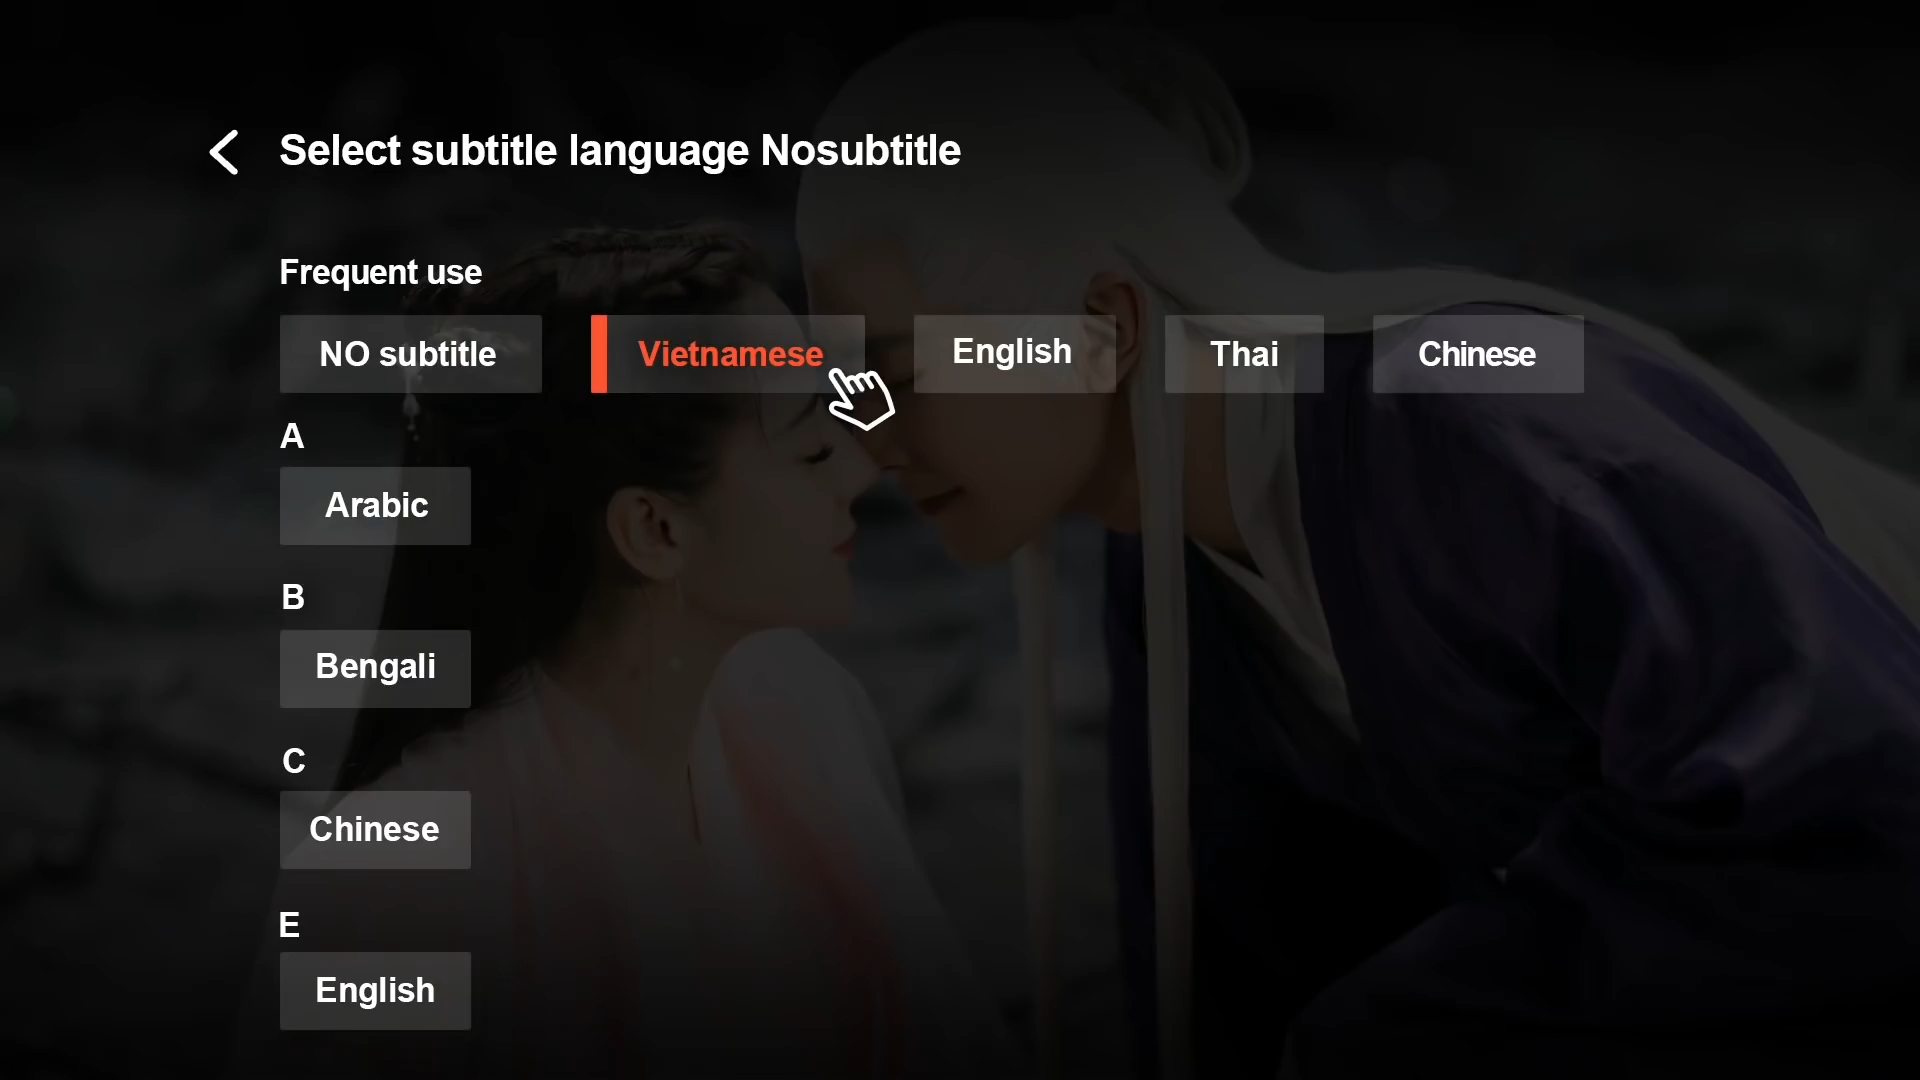 Select subtitle language Nosubtitle
Frequent use
NO subtitle Vietnamese English Thai Chinese
A
Arabic
B
Bengali
C
Chinese
E
English